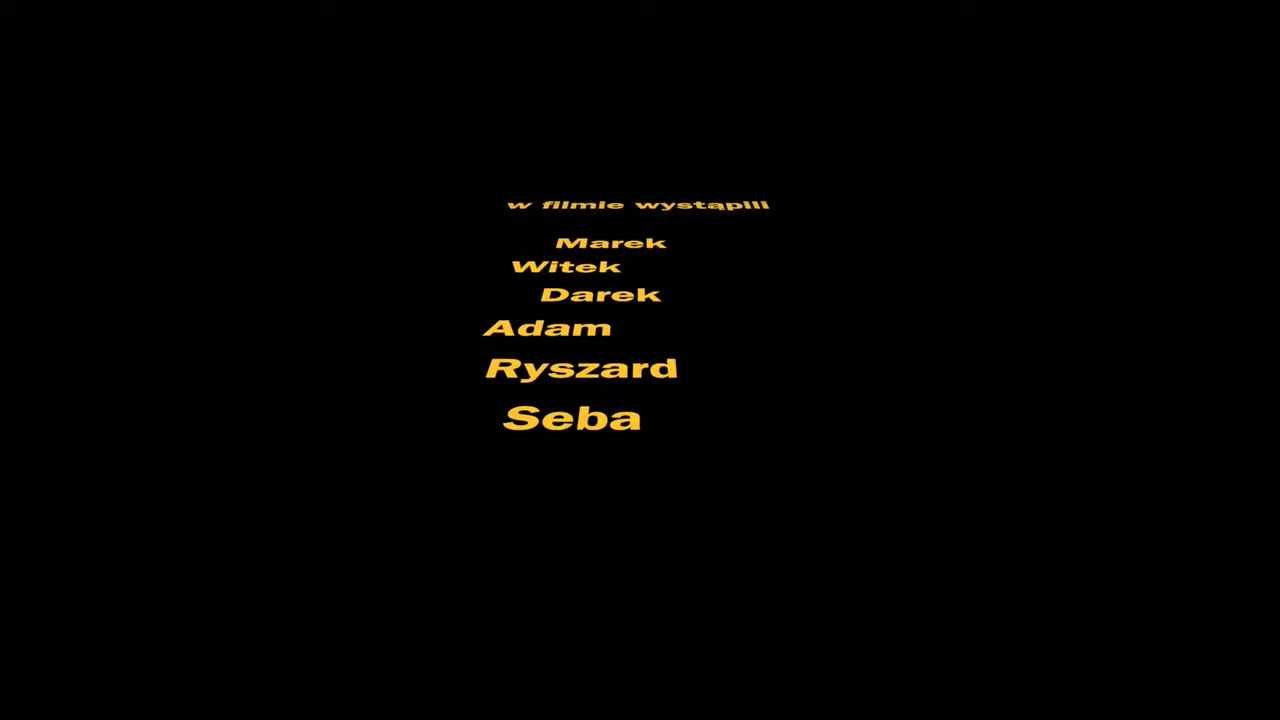 w filmie wystąpili
Marek
Witek
Darek
Adam
Ryszard
Seba